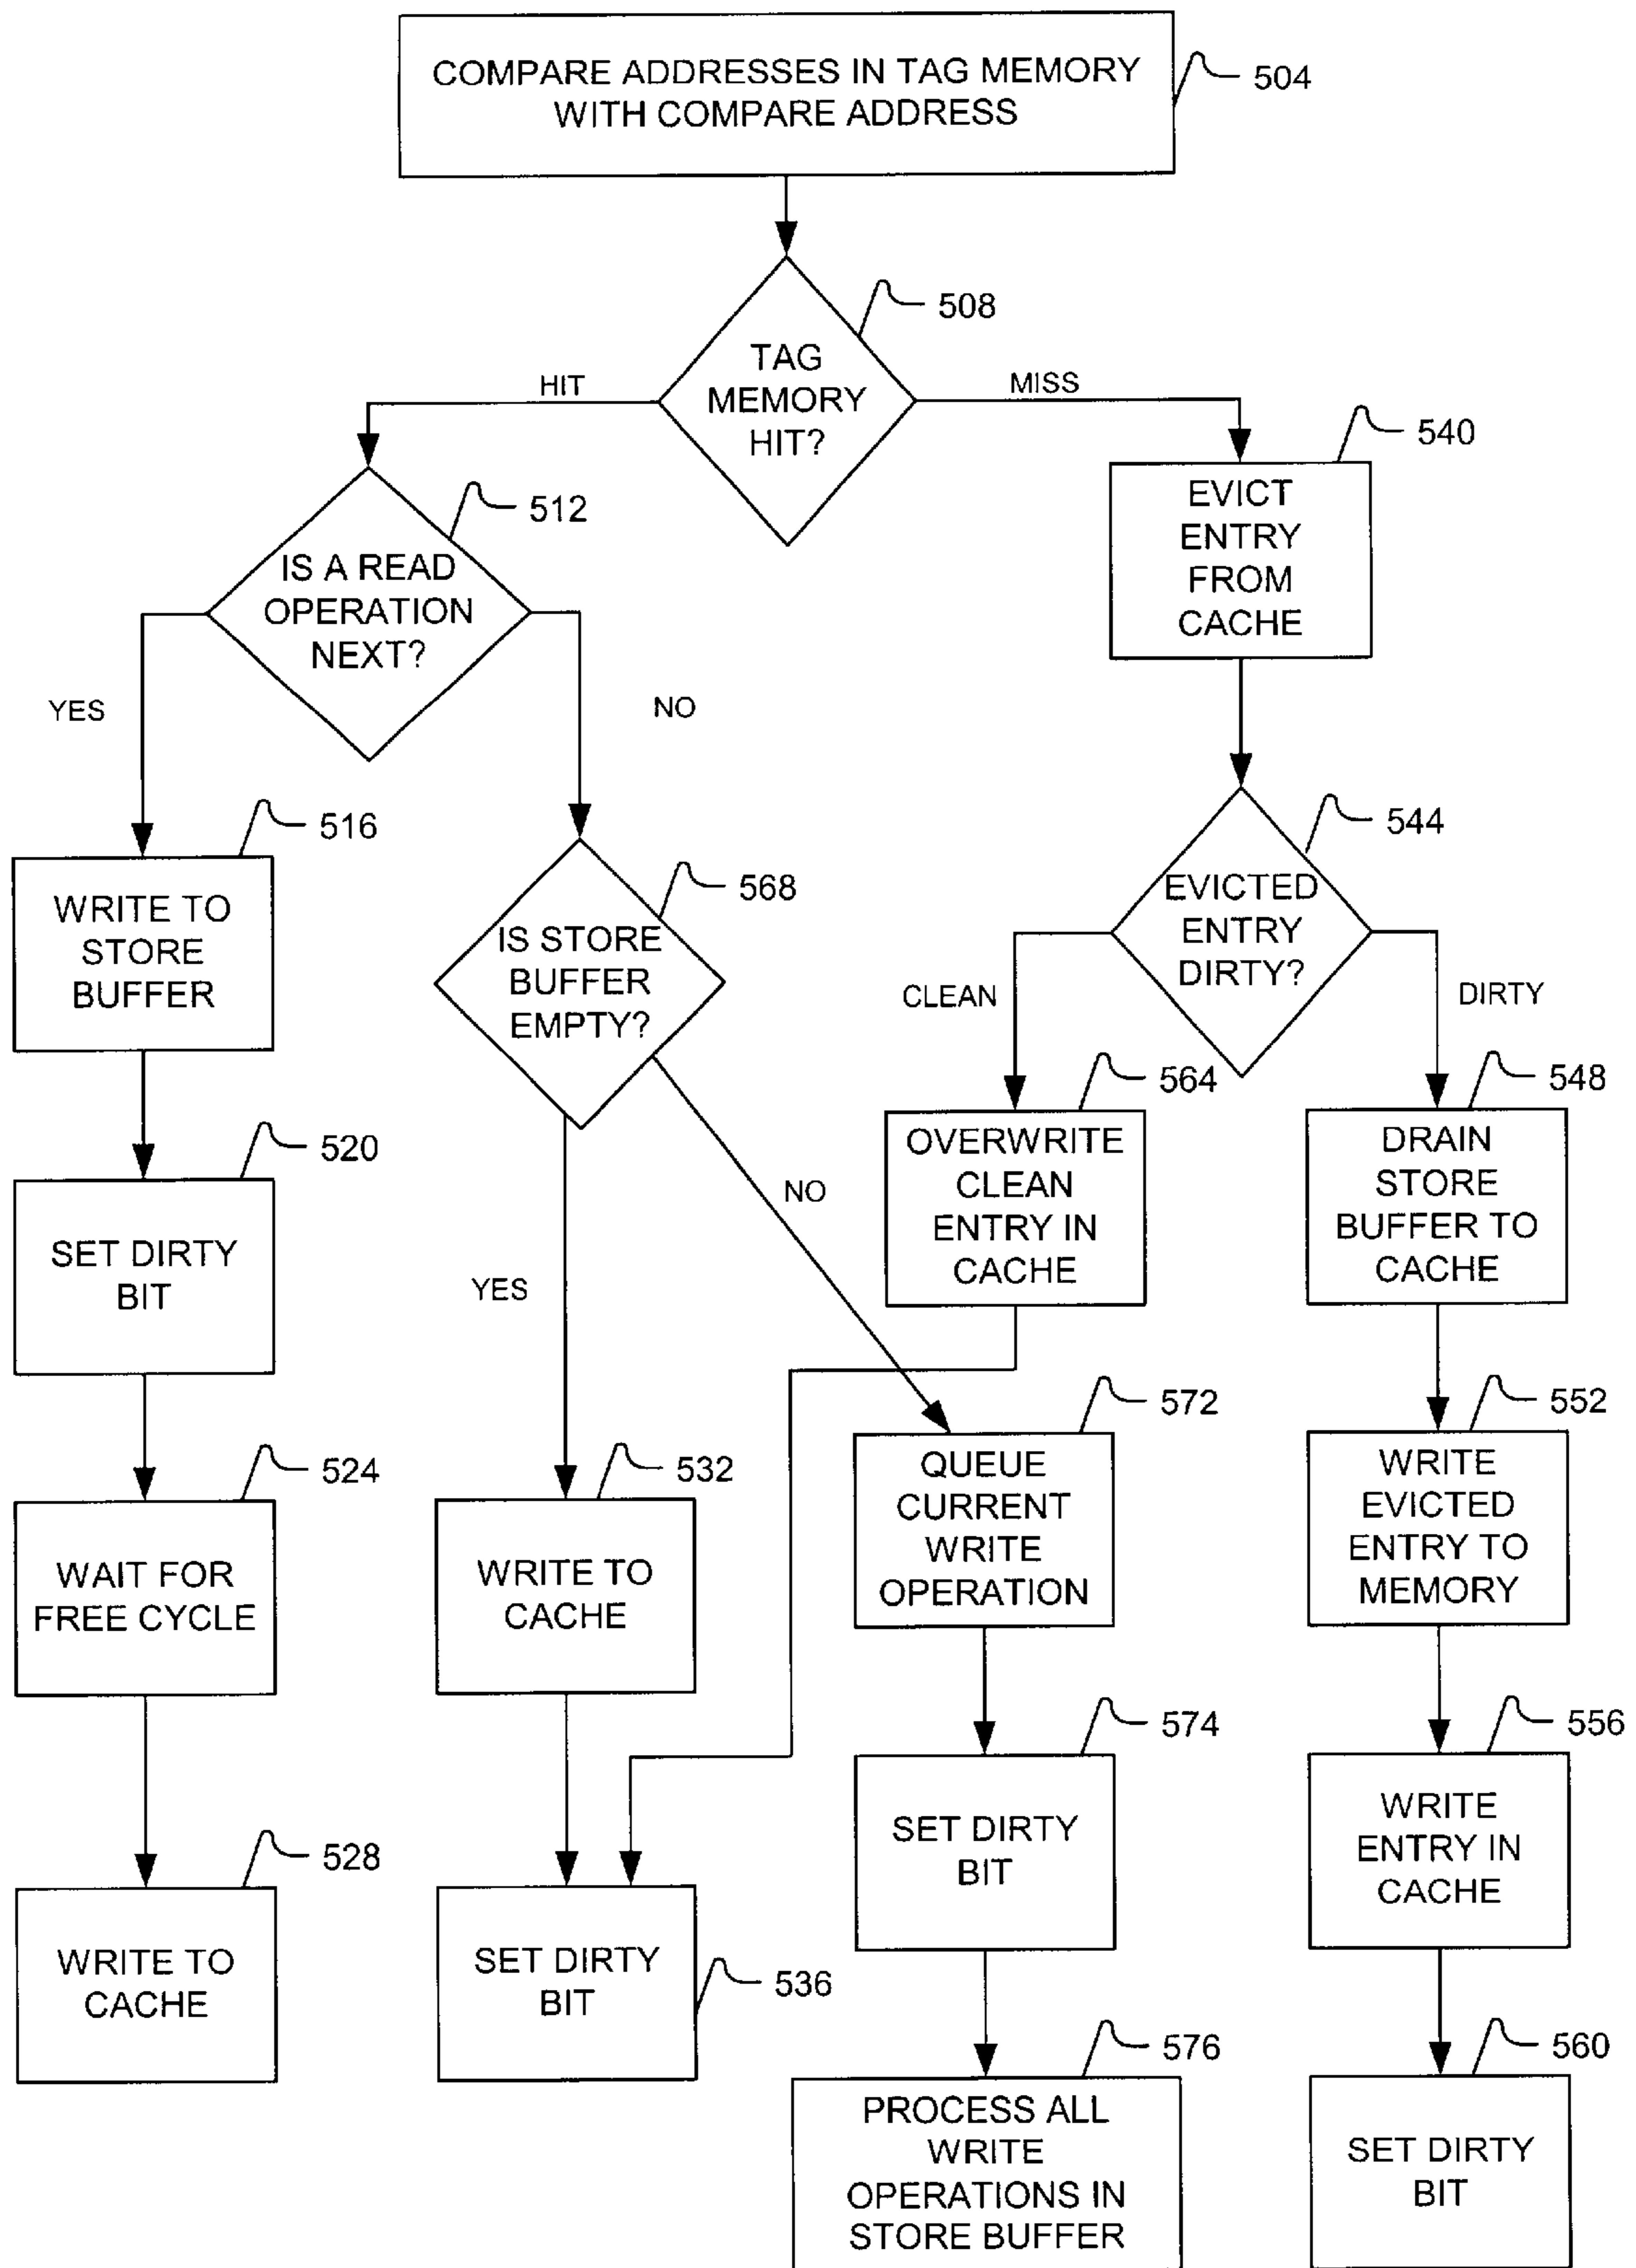 COMPARE ADDRESSES IN TAG MEMORY
WITH COMPARE ADDRESS
504
508
TAG
MEMORY
HIT?
HIT
MISS
540
EVICT
ENTRY
FROM
CACHE
512
IS A READ
OPERATION
NEXT?
YES
NO
544
EVICTED
ENTRY
DIRTY?
CLEAN
DIRTY
516
WRITE TO
STORE
BUFFER
568
IS STORE
BUFFER
EMPTY?
NO
YES
564
OVERWRITE
CLEAN
ENTRY IN
CACHE
548
DRAIN
STORE
BUFFER TO
CACHE
520
SET DIRTY
BIT
572
QUEUE
CURRENT
WRITE
OPERATION
552
WRITE
EVICTED
ENTRY TO
MEMORY
524
WAIT FOR
FREE CYCLE
532
WRITE TO
CACHE
574
SET DIRTY
BIT
556
WRITE
ENTRY IN
CACHE
528
WRITE TO
CACHE
SET DIRTY
BIT
536
576
PROCESS ALL
WRITE
OPERATIONS IN
STORE BUFFER
560
SET DIRTY
BIT